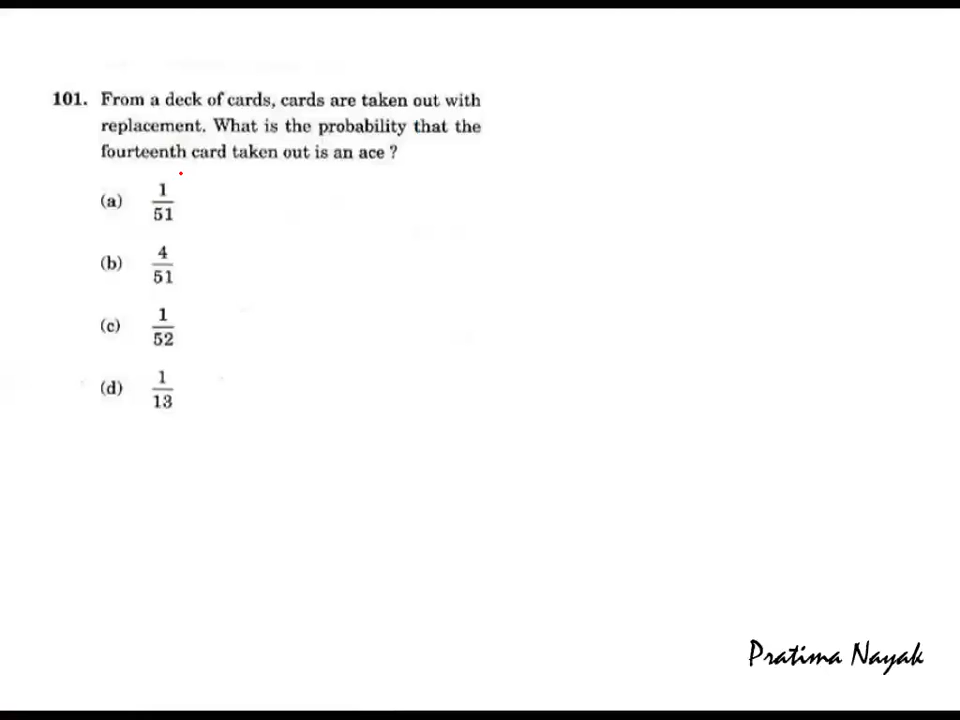 101. From a deck of cards, cards are taken out with
replacement. What is the probability that the
fourteenth card taken out is an ace ?
(a) 1/51
(b) 4/51
(c) 1/52
(d) 1/13
Pratima Nayak